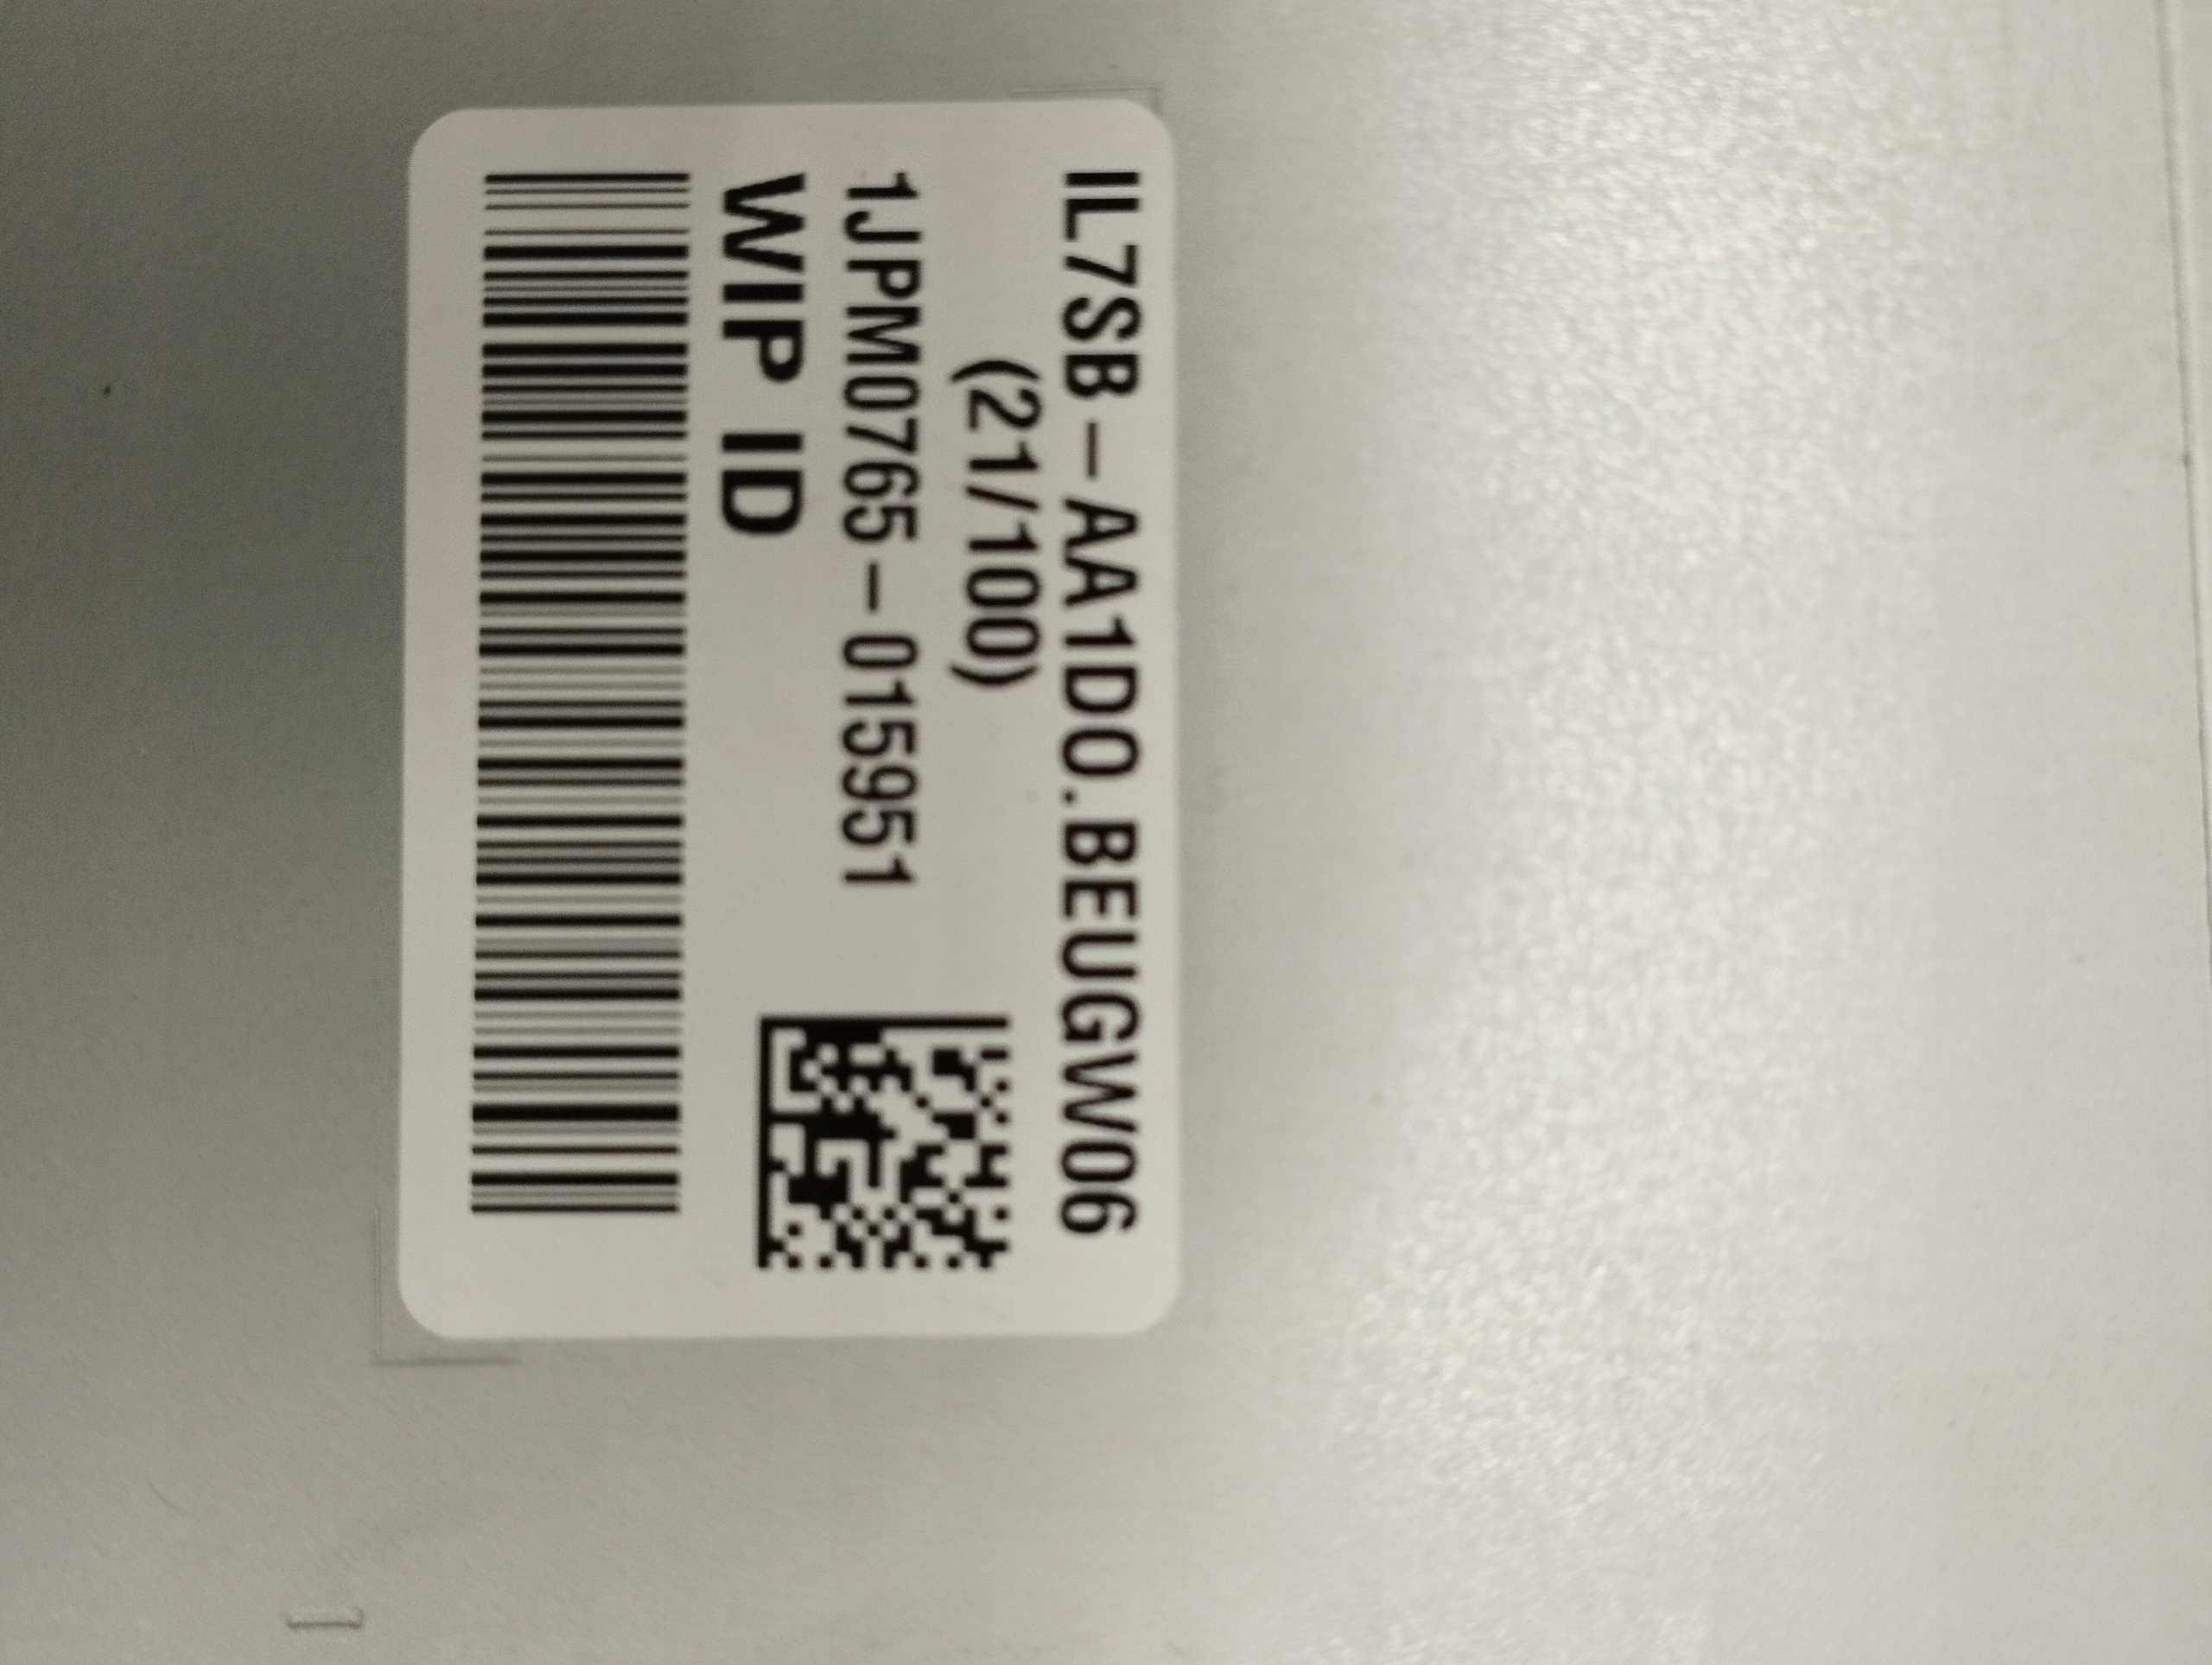 IL7SB-AA1D0.BEUGW06
(21/100)
1JPM0765-015951
WIP ID